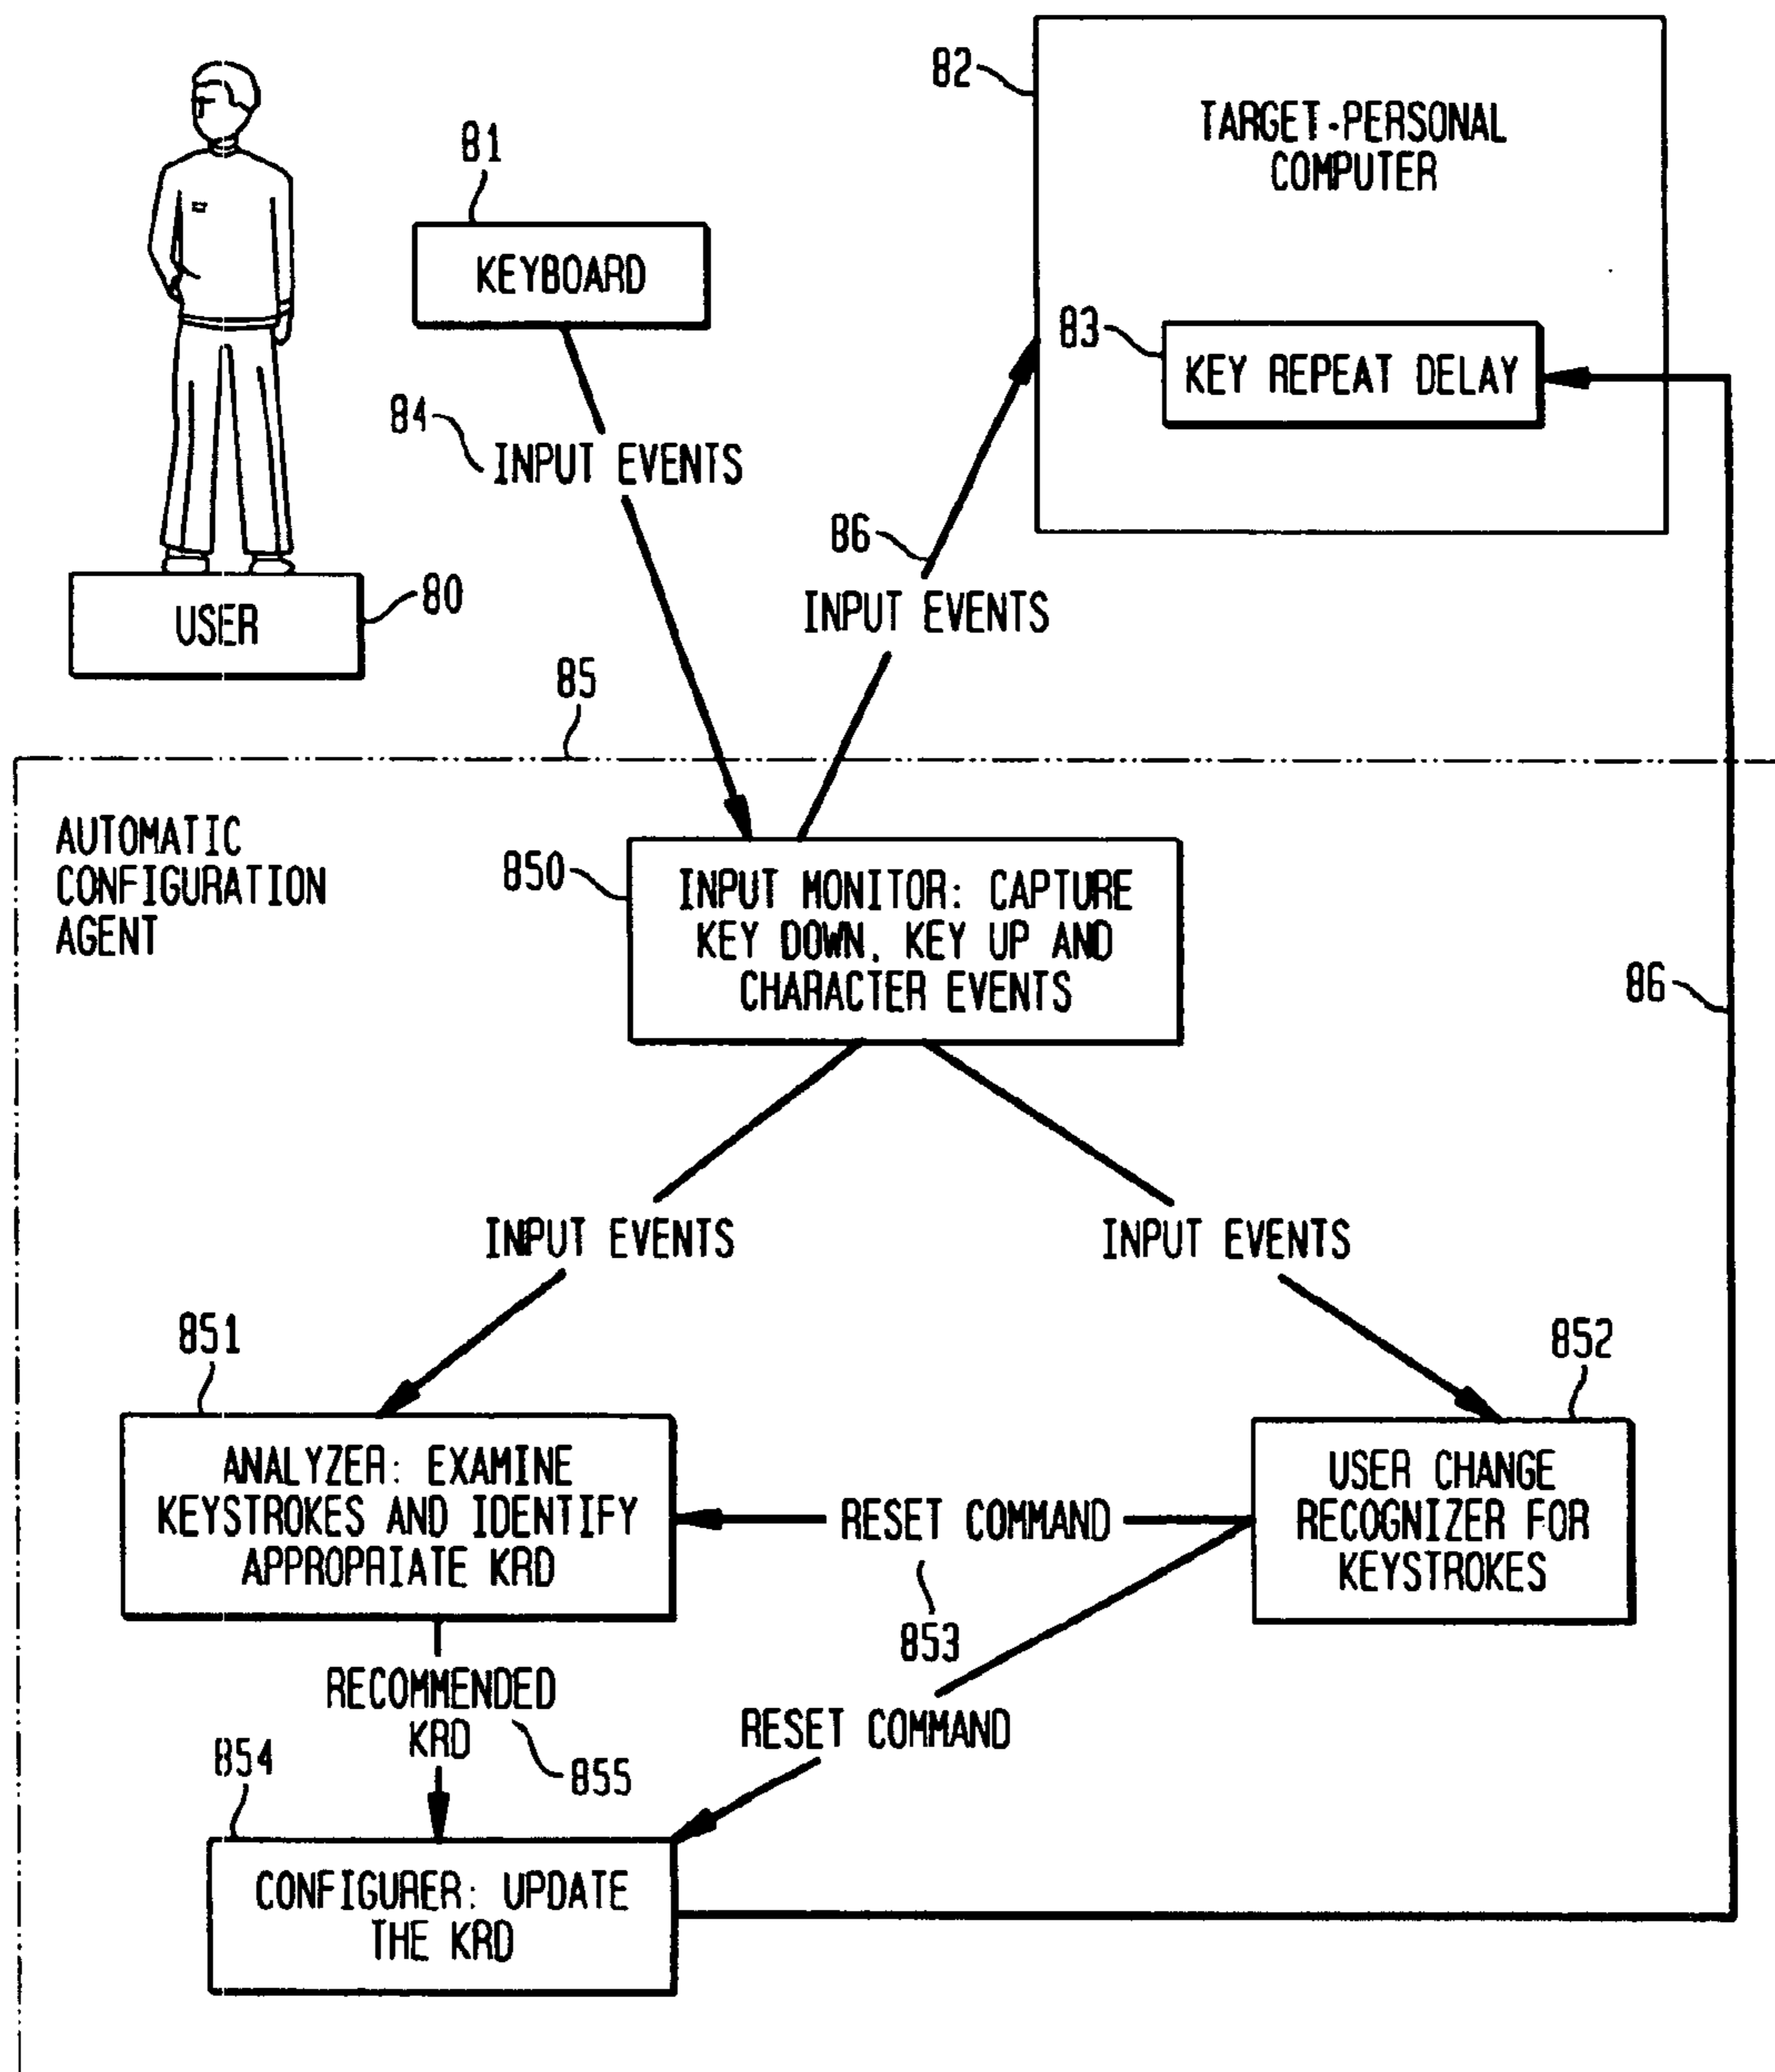 82
TARGET-PERSONAL
COMPUTER
81
KEYBOARD
83
KEY REPEAT DELAY
84
INPUT EVENTS
86
INPUT EVENTS
USER
80
85
AUTOMATIC
CONFIGURATION
AGENT
850
INPUT MONITOR: CAPTURE
KEY DOWN, KEY UP AND
CHARACTER EVENTS
86
INPUT EVENTS
INPUT EVENTS
851
852
ANALYZER: EXAMINE
KEYSTROKES AND IDENTIFY
APPROPRIATE KRD
RESET COMMAND
853
USER CHANGE
RECOGNIZER FOR
KEYSTROKES
RECOMMENDED
KRD
855
RESET COMMAND
854
CONFIGURER: UPDATE
THE KRD